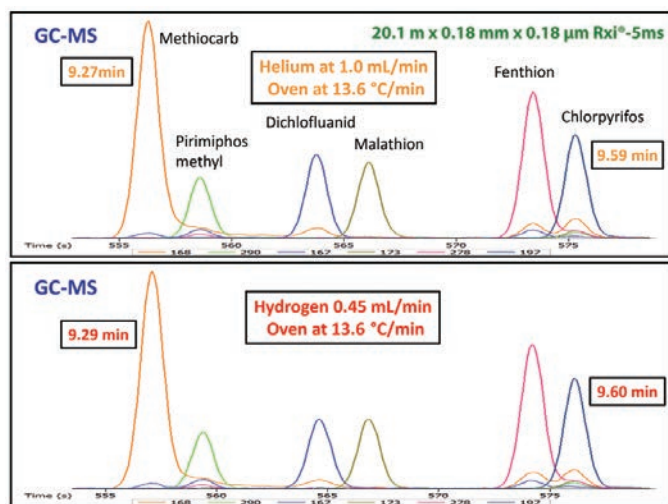 GC-MS
Methiocarb
20.1 m x 0.18 mm x 0.18 µm Rxi®-5ms
9.27min
Helium at 1.0 mL/min
Oven at 13.6 °C/min
Fenthion
Pirimiphos
methyl
Dichlofluanid
Malathion
Chlorpyrifos
9.59 min
Time (s) 555 560 565 570 575
168 290 167 173 278 197
GC-MS
9.29 min
Hydrogen 0.45 mL/min
Oven at 13.6 °C/min
9.60 min
Time (s) 555 560 565 570 575
168 290 167 173 278 197